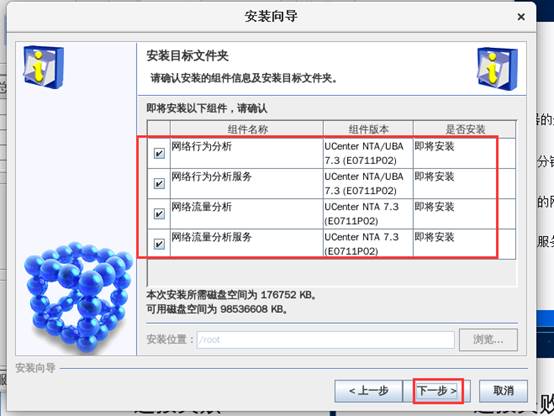 安装向导
安装目标文件夹
请确认安装的组件信息及安装目标文件夹。
即将安装以下组件，请确认
组件名称 组件版本 是否安装
网络行为分析 UCenter NTA/UBA 7.3 (E0711P02) 即将安装
网络行为分析服务 UCenter NTA/UBA 7.3 (E0711P02) 即将安装
网络流量分析 UCenter NTA 7.3 (E0711P02) 即将安装
网络流量分析服务 UCenter NTA 7.3 (E0711P02) 即将安装
本次安装所需磁盘空间为 176752 KB。
可用磁盘空间为 98536608 KB。
安装位置： /root 浏览...
安装向导
< 上一步 下一步 > 取消